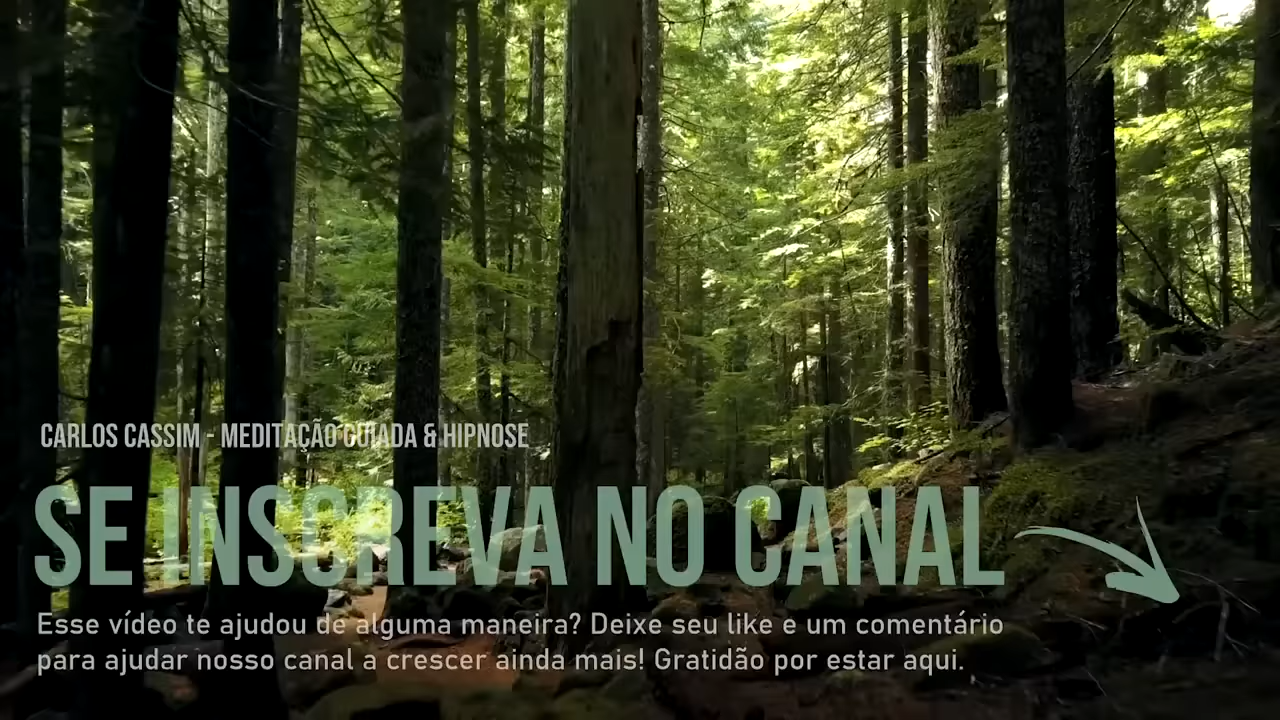 CARLOS CASSIM - MEDITAÇÃO GUIADA & HIPNOSE
SE INSCREVA NO CANAL
Esse vídeo te ajudou de alguma maneira? Deixe seu like e um comentário
para ajudar nosso canal a crescer ainda mais! Gratidão por estar aqui.